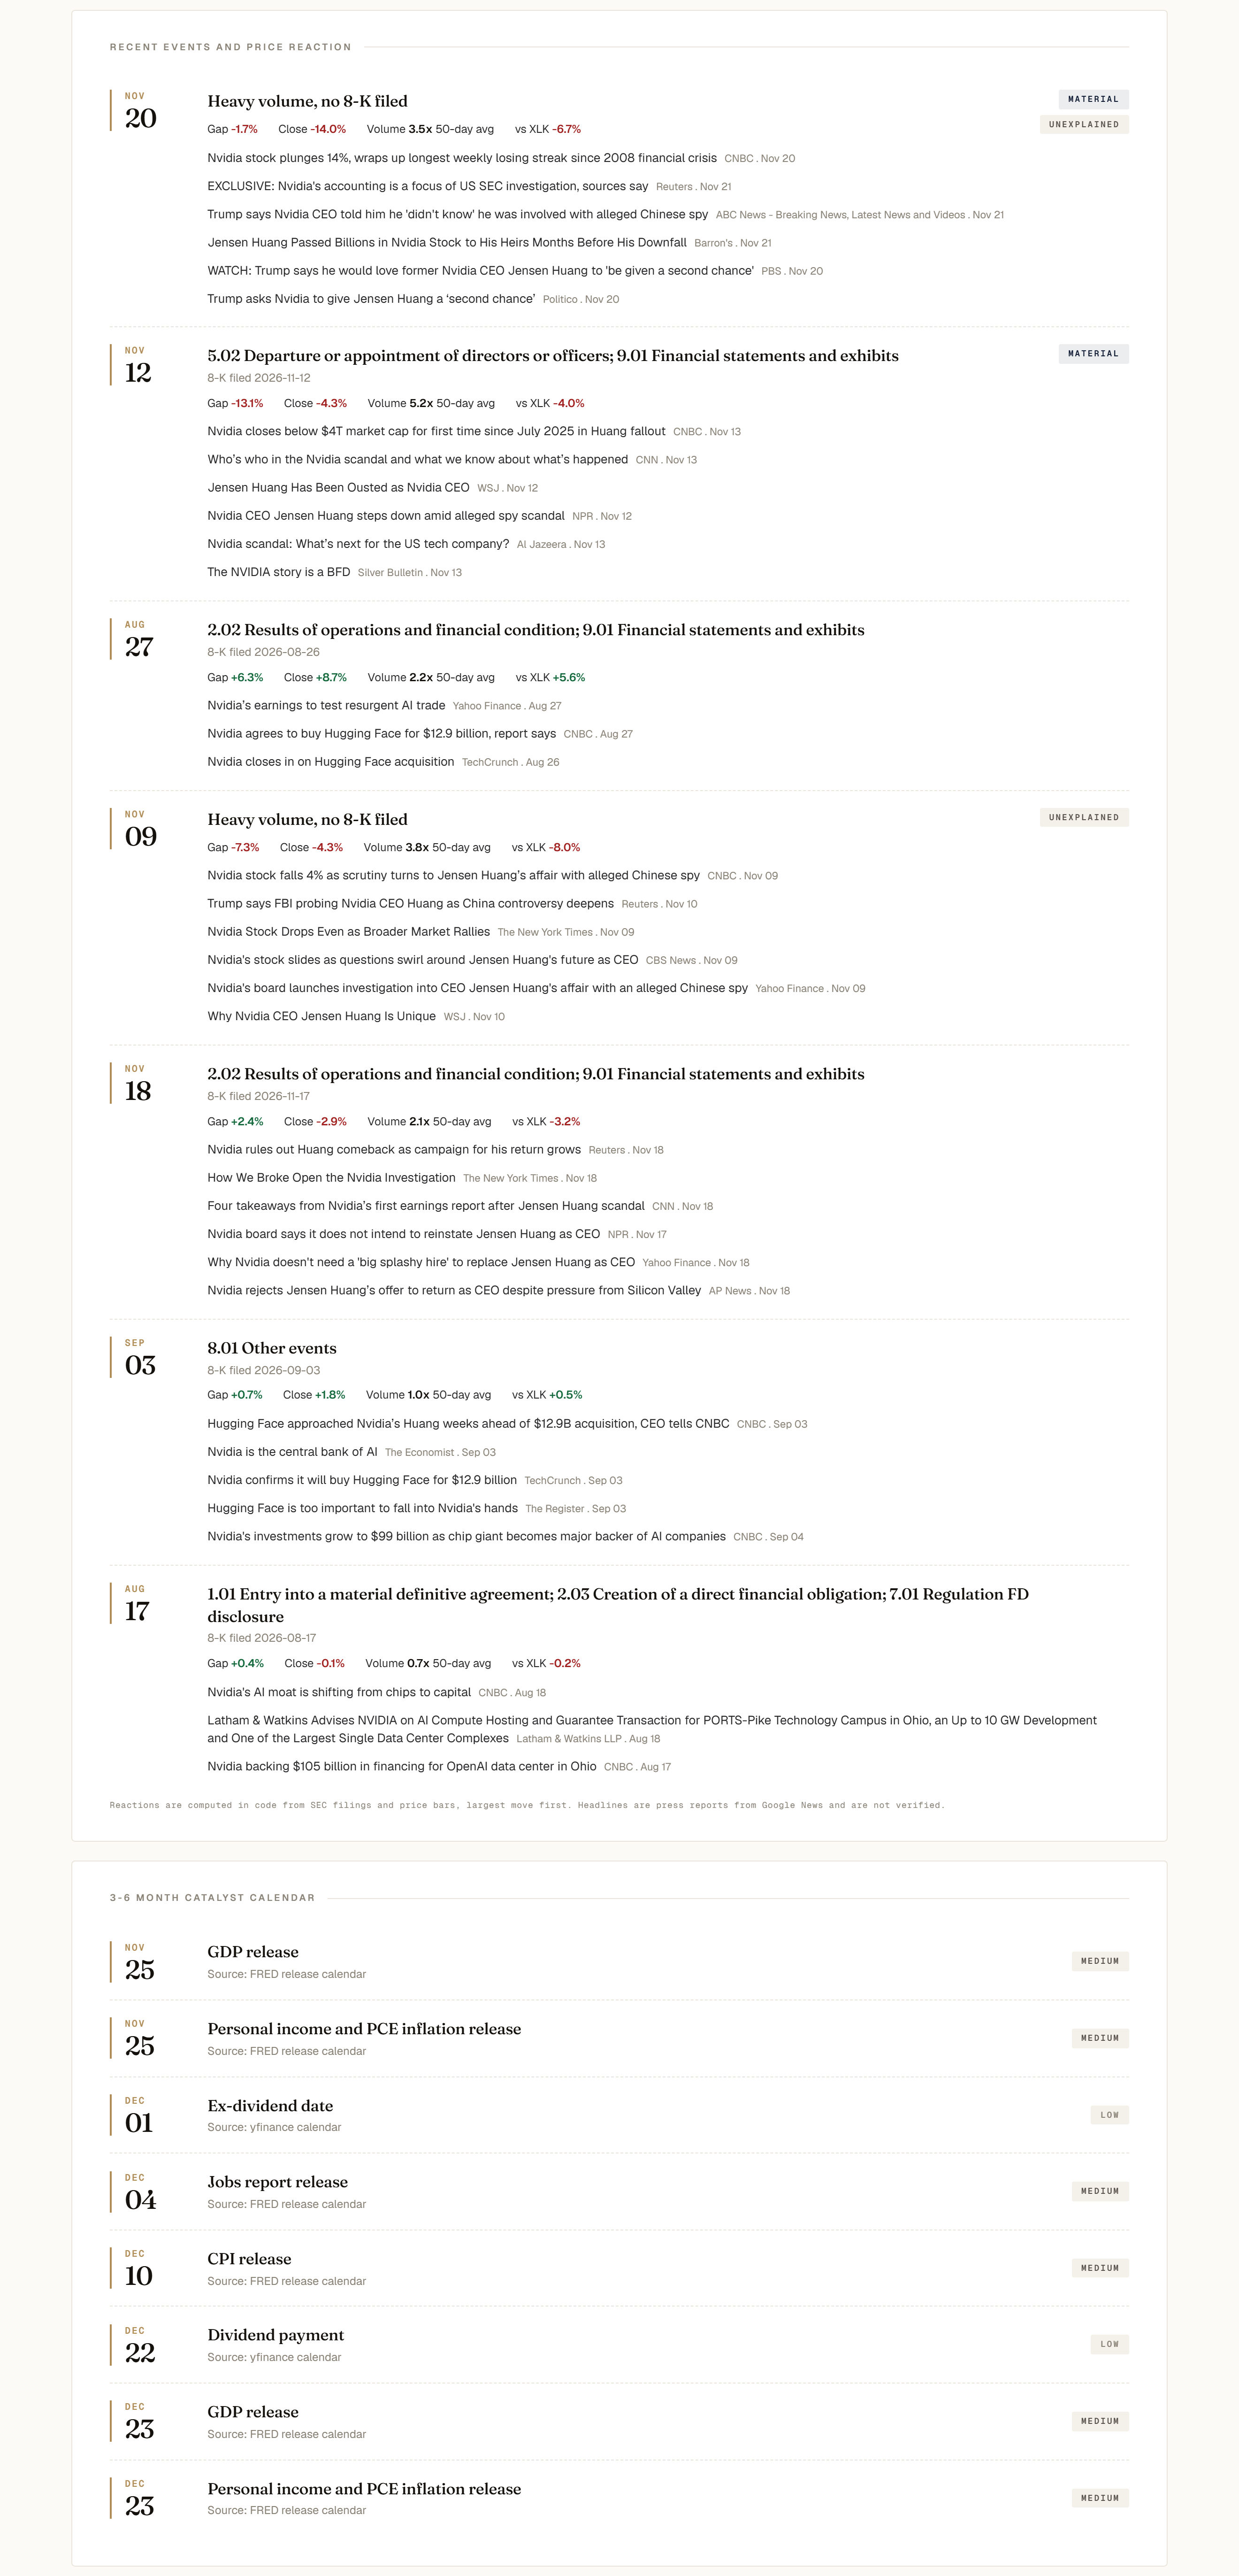 RECENT EVENTS AND PRICE REACTION
NOV
20
Heavy volume, no 8-K filed
MATERIAL
UNEXPLAINED
Gap -1.7% Close -14.0% Volume 3.5x 50-day avg vs XLK -6.7%
Nvidia stock plunges 14%, wraps up longest weekly losing streak since 2008 financial crisis CNBC . Nov 20
EXCLUSIVE: Nvidia's accounting is a focus of US SEC investigation, sources say Reuters . Nov 21
Trump says Nvidia CEO told him he 'didn't know' he was involved with alleged Chinese spy ABC News - Breaking News, Latest News and Videos . Nov 21
Jensen Huang Passed Billions in Nvidia Stock to His Heirs Months Before His Downfall Barron's . Nov 21
WATCH: Trump says he would love former Nvidia CEO Jensen Huang to 'be given a second chance' PBS . Nov 20
Trump asks Nvidia to give Jensen Huang a ‘second chance’ Politico . Nov 20
NOV
12
5.02 Departure or appointment of directors or officers; 9.01 Financial statements and exhibits
MATERIAL
8-K filed 2026-11-12
Gap -13.1% Close -4.3% Volume 5.2x 50-day avg vs XLK -4.0%
Nvidia closes below $4T market cap for first time since July 2025 in Huang fallout CNBC . Nov 13
Who’s who in the Nvidia scandal and what we know about what’s happened CNN . Nov 13
Jensen Huang Has Been Ousted as Nvidia CEO WSJ . Nov 12
Nvidia CEO Jensen Huang steps down amid alleged spy scandal NPR . Nov 12
Nvidia scandal: What’s next for the US tech company? Al Jazeera . Nov 13
The NVIDIA story is a BFD Silver Bulletin . Nov 13
AUG
27
2.02 Results of operations and financial condition; 9.01 Financial statements and exhibits
8-K filed 2026-08-26
Gap +6.3% Close +8.7% Volume 2.2x 50-day avg vs XLK +5.6%
Nvidia’s earnings to test resurgent AI trade Yahoo Finance . Aug 27
Nvidia agrees to buy Hugging Face for $12.9 billion, report says CNBC . Aug 27
Nvidia closes in on Hugging Face acquisition TechCrunch . Aug 26
NOV
09
Heavy volume, no 8-K filed
UNEXPLAINED
Gap -7.3% Close -4.3% Volume 3.8x 50-day avg vs XLK -8.0%
Nvidia stock falls 4% as scrutiny turns to Jensen Huang’s affair with alleged Chinese spy CNBC . Nov 09
Trump says FBI probing Nvidia CEO Huang as China controversy deepens Reuters . Nov 10
Nvidia Stock Drops Even as Broader Market Rallies The New York Times . Nov 09
Nvidia's stock slides as questions swirl around Jensen Huang's future as CEO CBS News . Nov 09
Nvidia's board launches investigation into CEO Jensen Huang's affair with an alleged Chinese spy Yahoo Finance . Nov 09
Why Nvidia CEO Jensen Huang Is Unique WSJ . Nov 10
NOV
18
2.02 Results of operations and financial condition; 9.01 Financial statements and exhibits
8-K filed 2026-11-17
Gap +2.4% Close -2.9% Volume 2.1x 50-day avg vs XLK -3.2%
Nvidia rules out Huang comeback as campaign for his return grows Reuters . Nov 18
How We Broke Open the Nvidia Investigation The New York Times . Nov 18
Four takeaways from Nvidia’s first earnings report after Jensen Huang scandal CNN . Nov 18
Nvidia board says it does not intend to reinstate Jensen Huang as CEO NPR . Nov 17
Why Nvidia doesn't need a 'big splashy hire' to replace Jensen Huang as CEO Yahoo Finance . Nov 18
Nvidia rejects Jensen Huang’s offer to return as CEO despite pressure from Silicon Valley AP News . Nov 18
SEP
03
8.01 Other events
8-K filed 2026-09-03
Gap +0.7% Close +1.8% Volume 1.0x 50-day avg vs XLK +0.5%
Hugging Face approached Nvidia’s Huang weeks ahead of $12.9B acquisition, CEO tells CNBC CNBC . Sep 03
Nvidia is the central bank of AI The Economist . Sep 03
Nvidia confirms it will buy Hugging Face for $12.9 billion TechCrunch . Sep 03
Hugging Face is too important to fall into Nvidia's hands The Register . Sep 03
Nvidia's investments grow to $99 billion as chip giant becomes major backer of AI companies CNBC . Sep 04
AUG
17
1.01 Entry into a material definitive agreement; 2.03 Creation of a direct financial obligation; 7.01 Regulation FD
disclosure
8-K filed 2026-08-17
Gap +0.4% Close -0.1% Volume 0.7x 50-day avg vs XLK -0.2%
Nvidia's AI moat is shifting from chips to capital CNBC . Aug 18
Latham & Watkins Advises NVIDIA on AI Compute Hosting and Guarantee Transaction for PORTS-Pike Technology Campus in Ohio, an Up to 10 GW Development
and One of the Largest Single Data Center Complexes Latham & Watkins LLP . Aug 18
Nvidia backing $105 billion in financing for OpenAI data center in Ohio CNBC . Aug 17
Reactions are computed in code from SEC filings and price bars, largest move first. Headlines are press reports from Google News and are not verified.
3-6 MONTH CATALYST CALENDAR
NOV
25
GDP release
Source: FRED release calendar
MEDIUM
NOV
25
Personal income and PCE inflation release
Source: FRED release calendar
MEDIUM
DEC
01
Ex-dividend date
Source: yfinance calendar
LOW
DEC
04
Jobs report release
Source: FRED release calendar
MEDIUM
DEC
10
CPI release
Source: FRED release calendar
MEDIUM
DEC
22
Dividend payment
Source: yfinance calendar
LOW
DEC
23
GDP release
Source: FRED release calendar
MEDIUM
DEC
23
Personal income and PCE inflation release
Source: FRED release calendar
MEDIUM